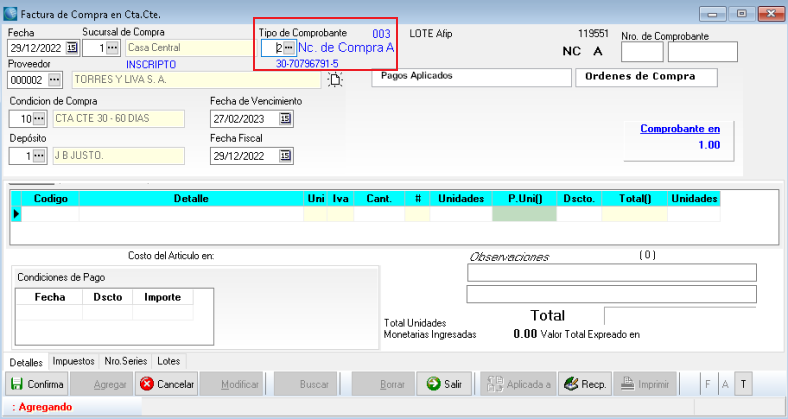 Factura de Compra en Cta.Cte.
Fecha Sucursal de Compra Tipo de Comprobante 003 LOTE Afip 119551 Nro. de Comprobante
29/12/2022 15 1 ... Casa Central 2 ... Nc. de Compra A NC A
Proveedor INSCRIPTO 30-70796791-5
000002 ... TORRES Y LIVA S. A. Pagos Aplicados Ordenes de Compra
Condicion de Compra Fecha de Vencimiento
10 ... CTA CTE 30 - 60 DIAS 27/02/2023 15
Depósito Fecha Fiscal Comprobante en
1 ... J B JUSTO. 29/12/2022 15 1.00
Codigo Detalle Uni Iva Cant. # Unidades P.Uni() Dscto. Total() Unidades
Costo del Articulo en: Observaciones (0)
Condiciones de Pago
Fecha Dscto Importe
Total
Total Unidades
Monetarias Ingresadas 0.00 Valor Total Expreado en
Detalles Impuestos Nro.Series Lotes
Confirma Agregar Cancelar Modificar Buscar Borrar Salir Aplicada a Recp. Imprimir F A T
: Agregando